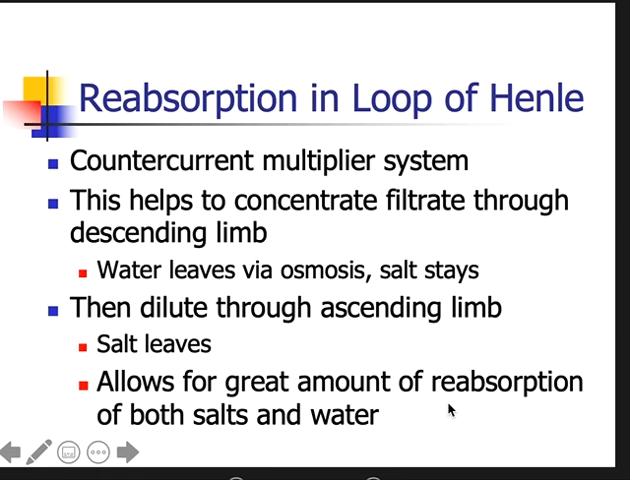 Reabsorption in Loop of Henle
Countercurrent multiplier system
This helps to concentrate filtrate through
descending limb
Water leaves via osmosis, salt stays
Then dilute through ascending limb
Salt leaves
Allows for great amount of reabsorption
of both salts and water